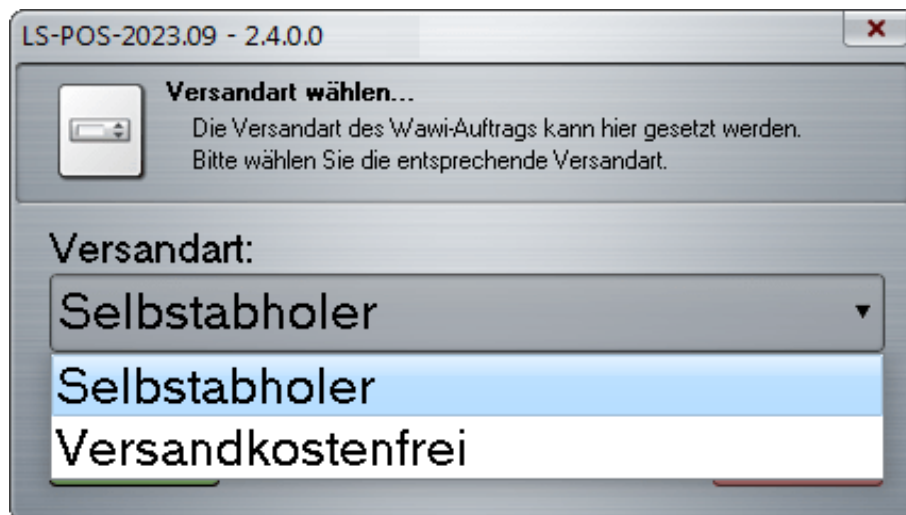 LS-POS-2023.09 - 2.4.0.0
Versandart wählen...
Die Versandart des Wawi-Auftrags kann hier gesetzt werden.
Bitte wählen Sie die entsprechende Versandart.
Versandart:
Selbstabholer
Selbstabholer
Versandkostenfrei